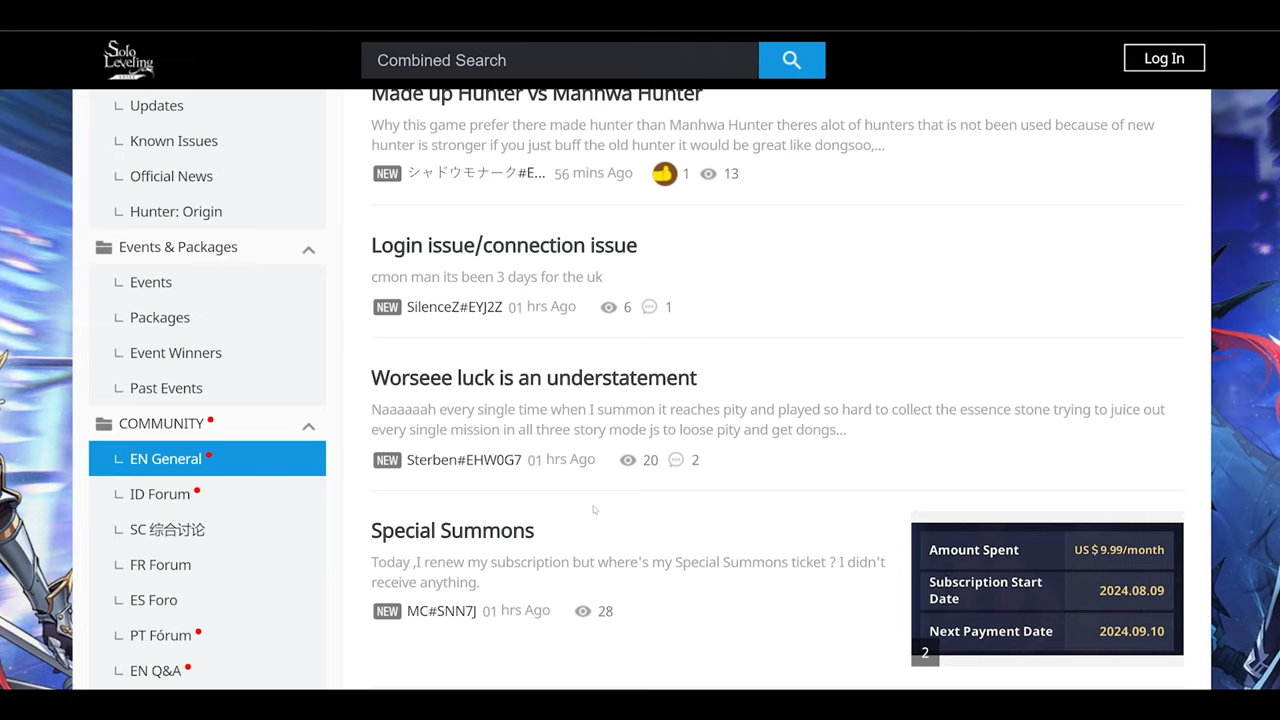 Solo
Leveling
Combined Search
Log In
Updates
Known Issues
Official News
Hunter: Origin
Events & Packages
Events
Packages
Event Winners
Past Events
COMMUNITY
EN General
ID Forum
SC 综合讨论
FR Forum
ES Foro
PT Fórum
EN Q&A
Made up Hunter vs Manhwa Hunter
Why this game prefer there made hunter than Manhwa Hunter theres alot of hunters that is not been used because of new
hunter is stronger if you just buff the old hunter it would be great like dongsoo,...
NEW シャドウモナーク#E... 56 mins Ago 1 13
Login issue/connection issue
cmon man its been 3 days for the uk
NEW SilenceZ#EYJ2Z 01 hrs Ago 6 1
Worseee luck is an understatement
Naaaaaah every single time when I summon it reaches pity and played so hard to collect the essence stone trying to juice out
every single mission in all three story mode js to loose pity and get dongs...
NEW Sterben#EHW0G7 01 hrs Ago 20 2
Special Summons
Today ,I renew my subscription but where's my Special Summons ticket ? I didn't
receive anything.
NEW MC#SNN7J 01 hrs Ago 28
Amount Spent US $ 9.99/month
Subscription Start
Date 2024.08.09
Next Payment Date 2024.09.10
2